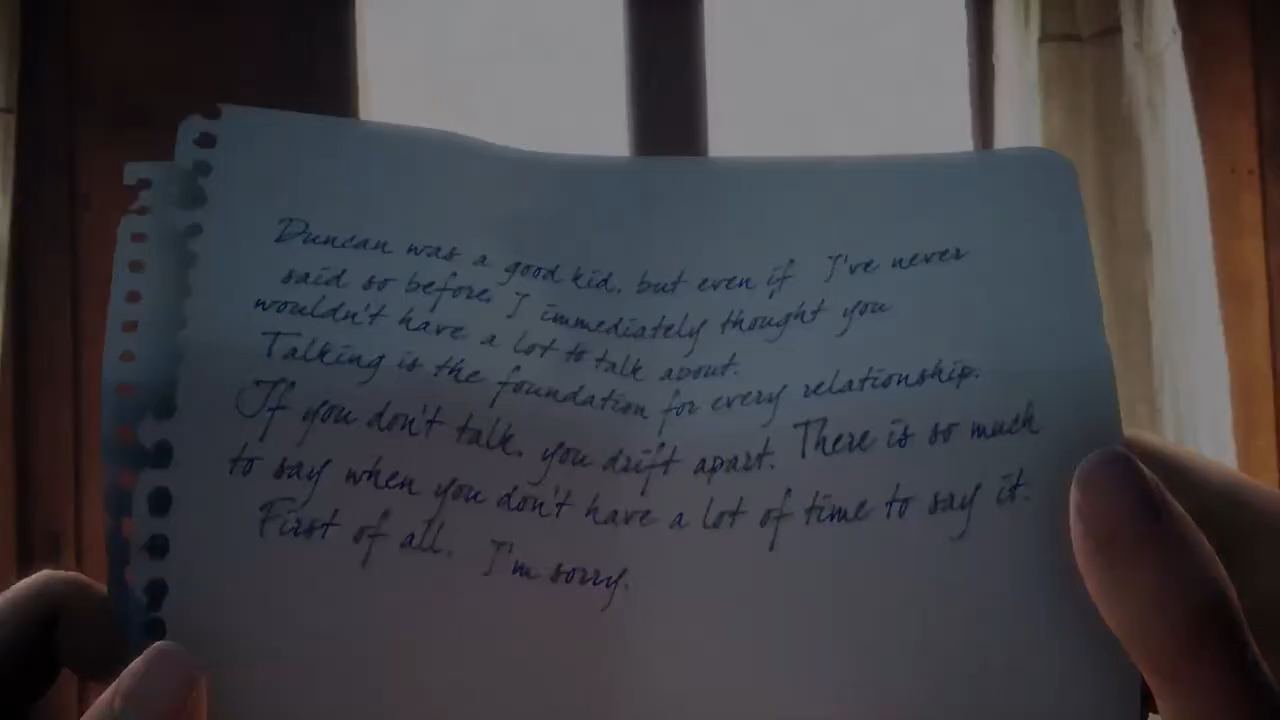 Duncan was a good kid, but even if I've never
said so before, I immediately thought you
wouldn't have a lot to talk about.
Talking is the foundation for every relationship.
If you don't talk, you drift apart. There is so much
to say when you don't have a lot of time to say it.
First of all, I'm sorry.